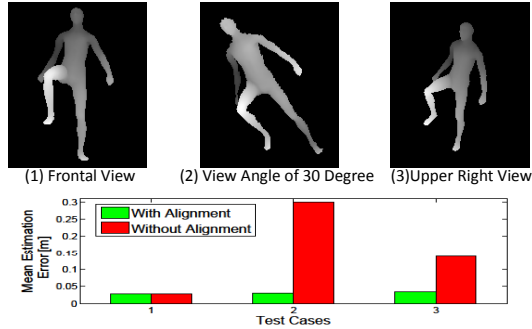 (1) Frontal View
(2) View Angle of 30 Degree
(3)Upper Right View
Mean Estimation
Error[m]
0.3
0.25
0.2
0.15
0.1
0.05
0
With Alignment
Without Alignment
1
2
3
Test Cases